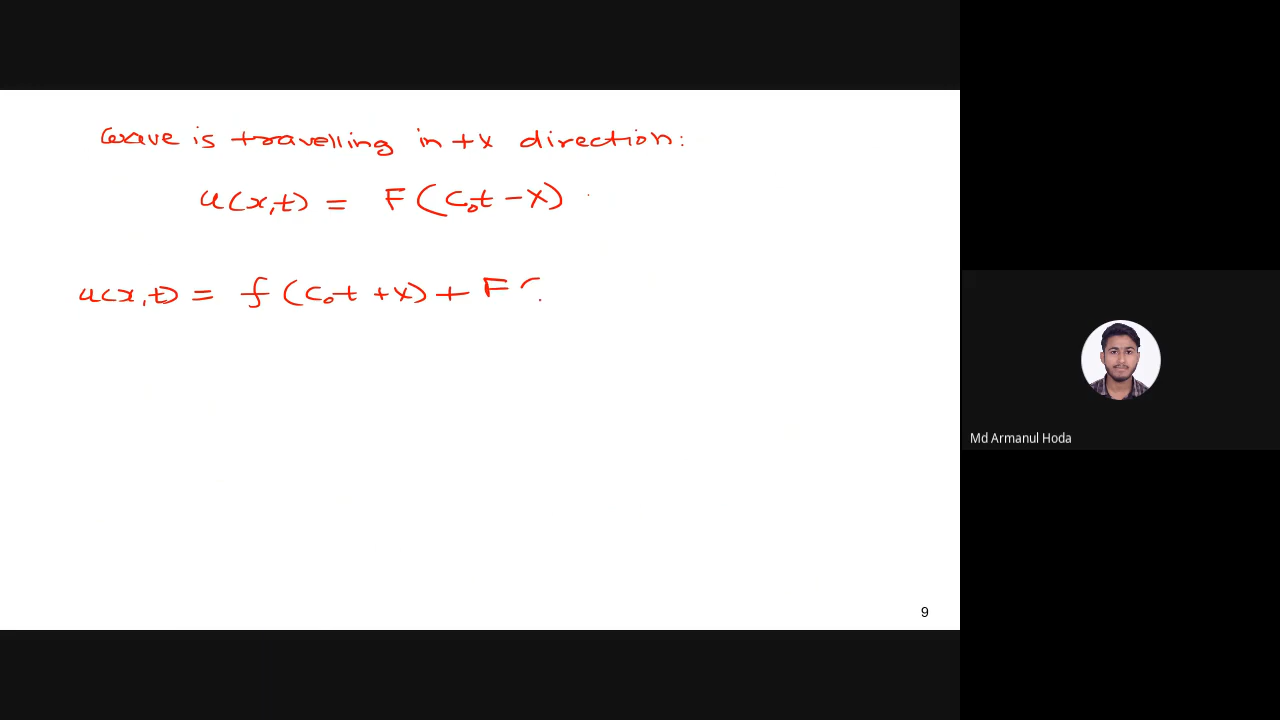 wave is travelling in +x direction:
u(x,t) = F(C₀t - x)
u(x,t) = f(C₀t + x) + F(
9
Md Armanul Hoda